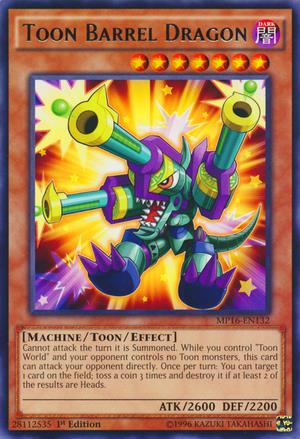 TOON BARREL DRAGON
DARK
闇
MP16-EN132
[MACHINE/TOON/EFFECT]
Cannot attack the turn it is Summoned. While you control "Toon
World" and your opponent controls no Toon monsters, this card
can attack your opponent directly. Once per turn: You can target
1 card on the field; toss a coin 3 times and destroy it if at least 2 of
the results are Heads.
ATK/2600 DEF/2200
28112535 1st Edition ©1996 KAZUKI TAKAHASHI